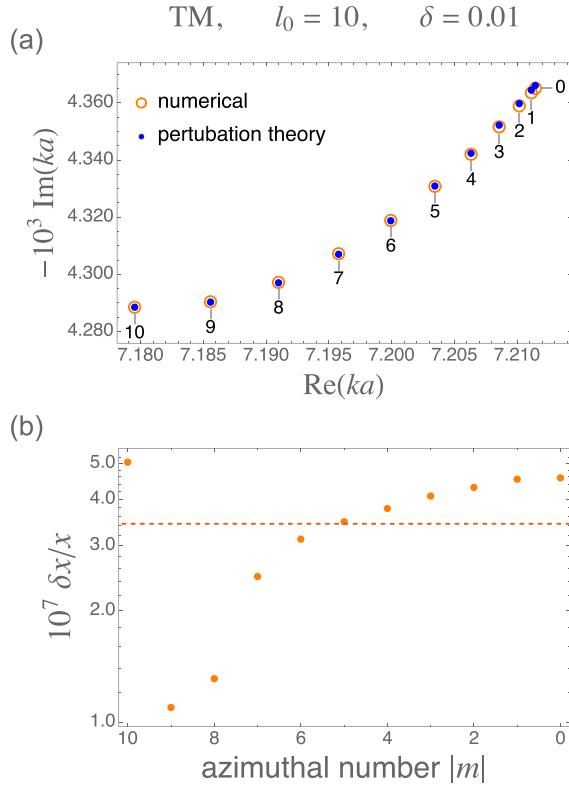 TM, l₀ = 10, δ = 0.01
(a)
numerical
pertubation theory
−10³ Im(ka)
4.360
4.340
4.320
4.300
4.280
0
1
2
3
4
5
6
7
8
9
10
7.180 7.185 7.190 7.195 7.200 7.205 7.210
Re(ka)
(b)
10⁷ δx/x
5.0
4.0
3.0
2.0
1.0
10 8 6 4 2 0
azimuthal number |m|